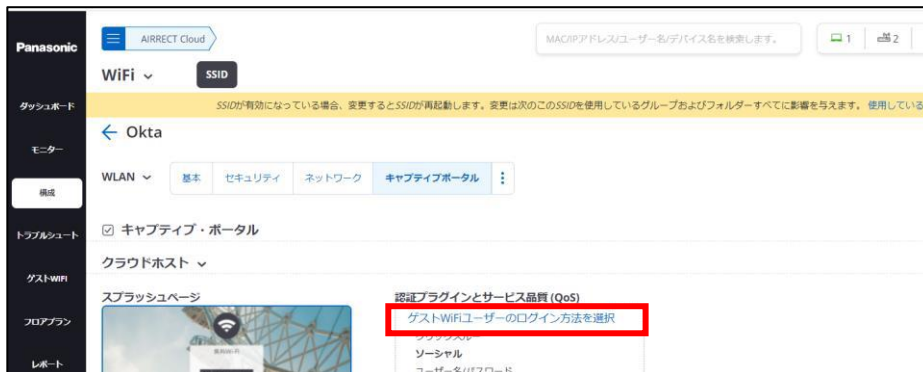 Panasonic
AIRRECT Cloud
MAC/IPアドレス/ユーザー名/デバイス名を検索します。
1
2
WiFi
SSID
ダッシュボード
SSIDが有効になっている場合、変更するとSSIDが再起動します。変更は次のこのSSIDを使用しているグループおよびフォルダーすべてに影響を与えます。 使用している
← Okta
モニター
WLAN
基本
セキュリティ
ネットワーク
キャプティブポータル
構成
トラブルシュート
キャプティブ・ポータル
クラウドホスト
ゲストWiFi
スプラッシュページ
認証プラグインとサービス品質 (QoS)
ゲストWiFiユーザーのログイン方法を選択
フロアプラン
ソーシャル
レポート
ユーザー名/パスワード